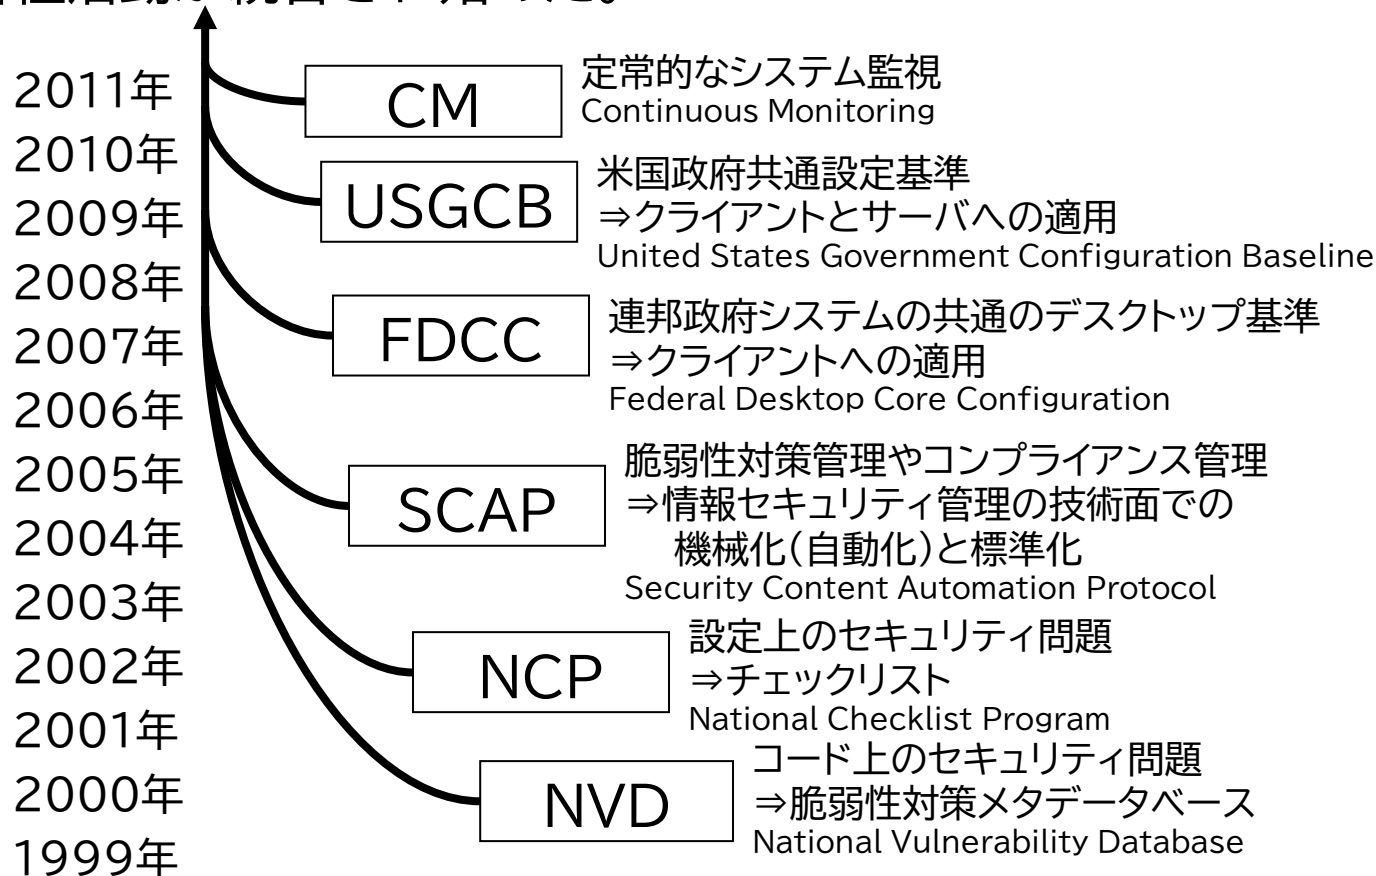 2011年
CM
定常的なシステム監視
Continuous Monitoring
2010年
USGCB
米国政府共通設定基準
⇒クライアントとサーバへの適用
United States Government Configuration Baseline
2009年
2008年
FDCC
連邦政府システムの共通のデスクトップ基準
⇒クライアントへの適用
Federal Desktop Core Configuration
2007年
2006年
2005年
SCAP
脆弱性対策管理やコンプライアンス管理
⇒情報セキュリティ管理の技術面での
機械化(自動化)と標準化
Security Content Automation Protocol
2004年
2003年
NCP
設定上のセキュリティ問題
⇒チェックリスト
National Checklist Program
2002年
2001年
NVD
コード上のセキュリティ問題
⇒脆弱性対策メタデータベース
National Vulnerability Database
2000年
1999年